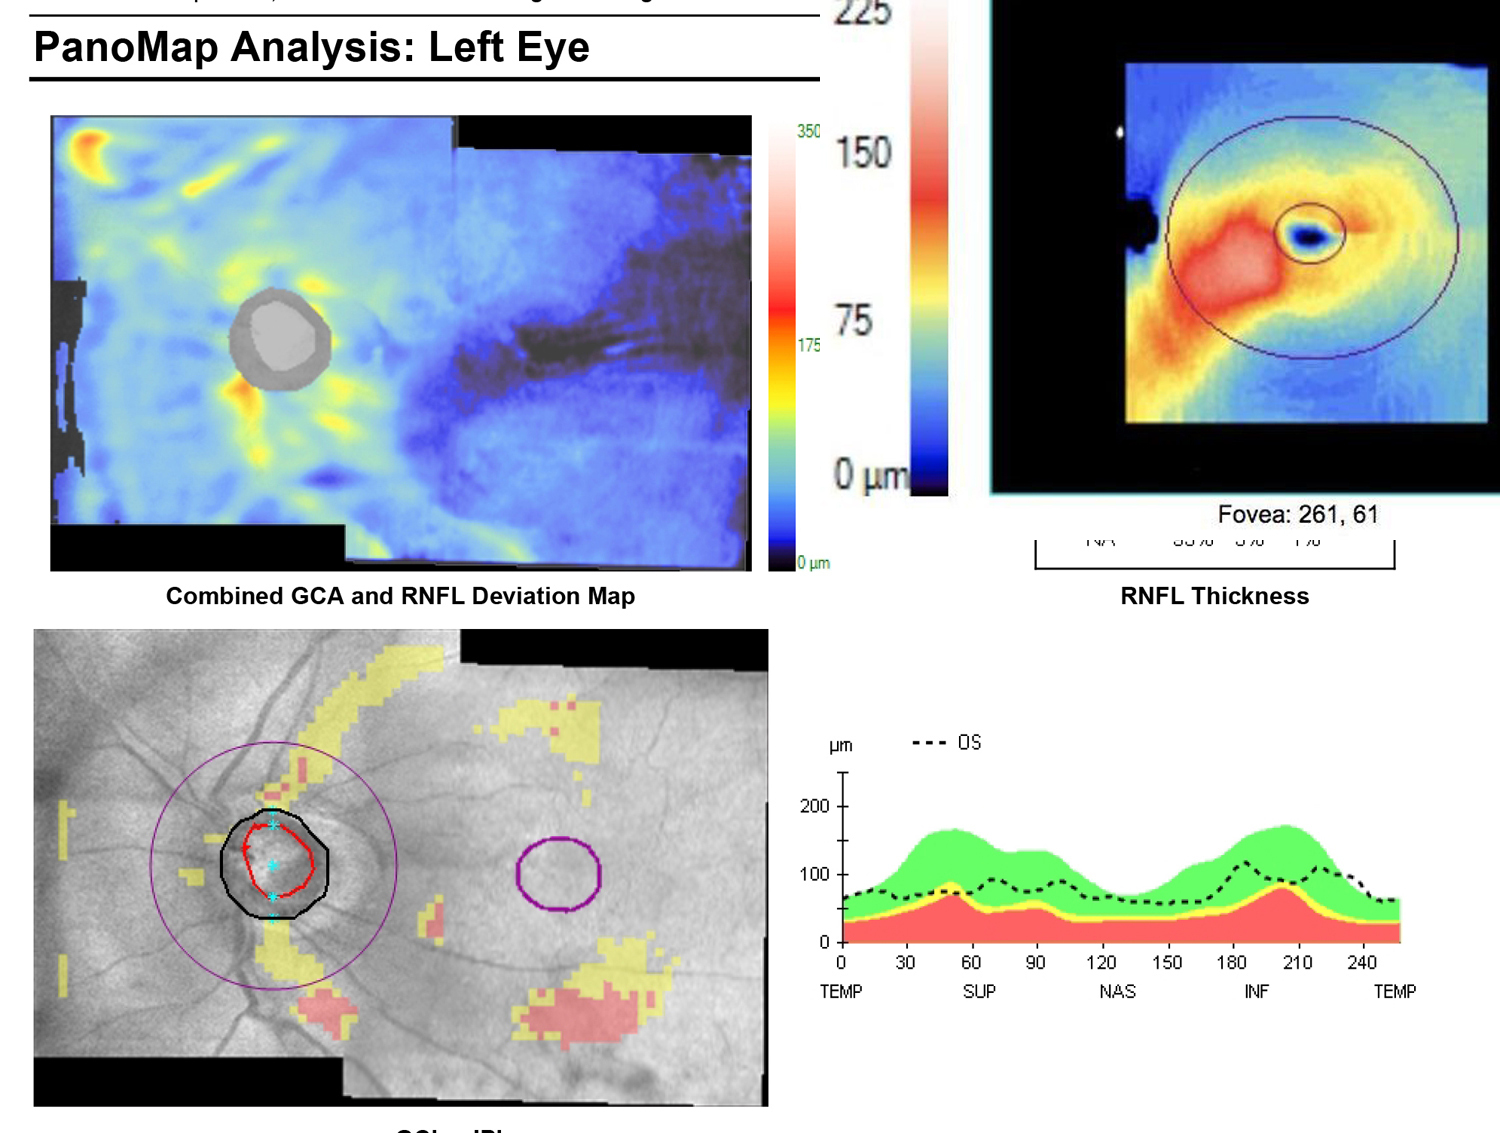 PanoMap Analysis: Left Eye
350
175
0 µm
225
150
75
0 µm
Fovea: 261, 61
Combined GCA and RNFL Deviation Map
RNFL Thickness
µm
OS
200
100
0
0 30 60 90 120 150 180 210 240
TEMP SUP NAS INF TEMP